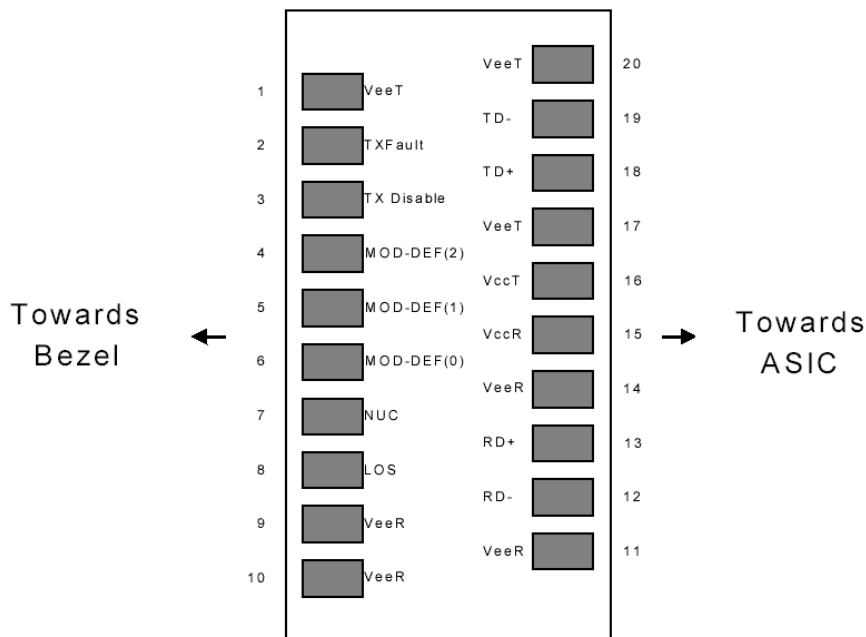 VeeT 20
1 VeeT
TD- 19
2 TXFault
TD+ 18
3 TX Disable
VeeT 17
4 MOD-DEF(2)
VccT 16
5 MOD-DEF(1)
Towards
Bezel
VccR 15
Towards
ASIC
6 MOD-DEF(0)
VeeR 14
7 NUC
RD+ 13
8 LOS
RD- 12
9 VeeR
VeeR 11
10 VeeR